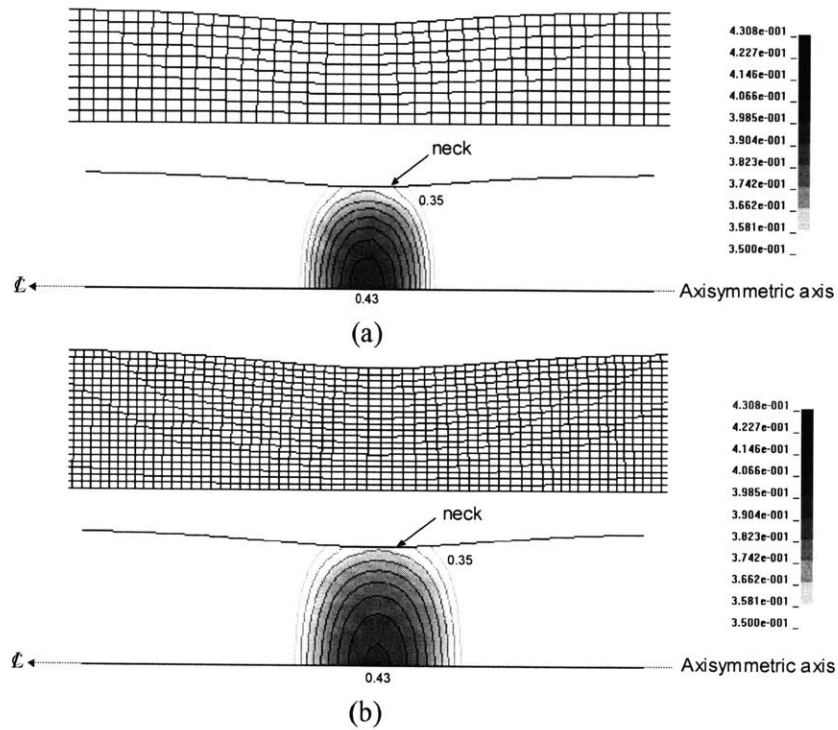 4.308e-001
4.227e-001
4.146e-001
4.066e-001
3.985e-001
3.904e-001
3.823e-001
3.742e-001
3.662e-001
3.581e-001
3.500e-001
neck
0.35
℄ Axisymmetric axis
0.43
(a)
4.308e-001
4.227e-001
4.146e-001
4.066e-001
3.985e-001
3.904e-001
3.823e-001
3.742e-001
3.662e-001
3.581e-001
3.500e-001
neck
0.35
℄ Axisymmetric axis
0.43
(b)